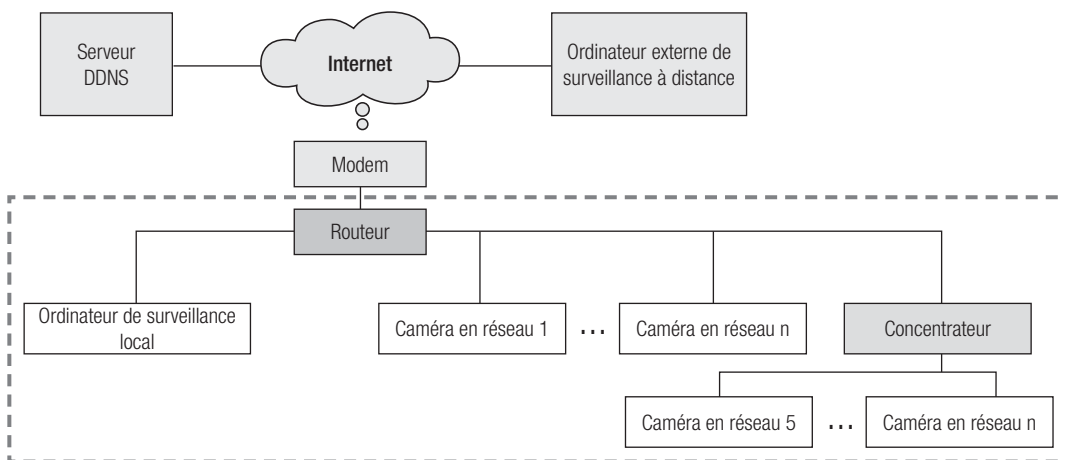 Serveur
DDNS
Internet
Ordinateur externe de
surveillance à distance
Modem
Routeur
Ordinateur de surveillance
local
Caméra en réseau 1
...
Caméra en réseau n
Concentrateur
Caméra en réseau 5
...
Caméra en réseau n